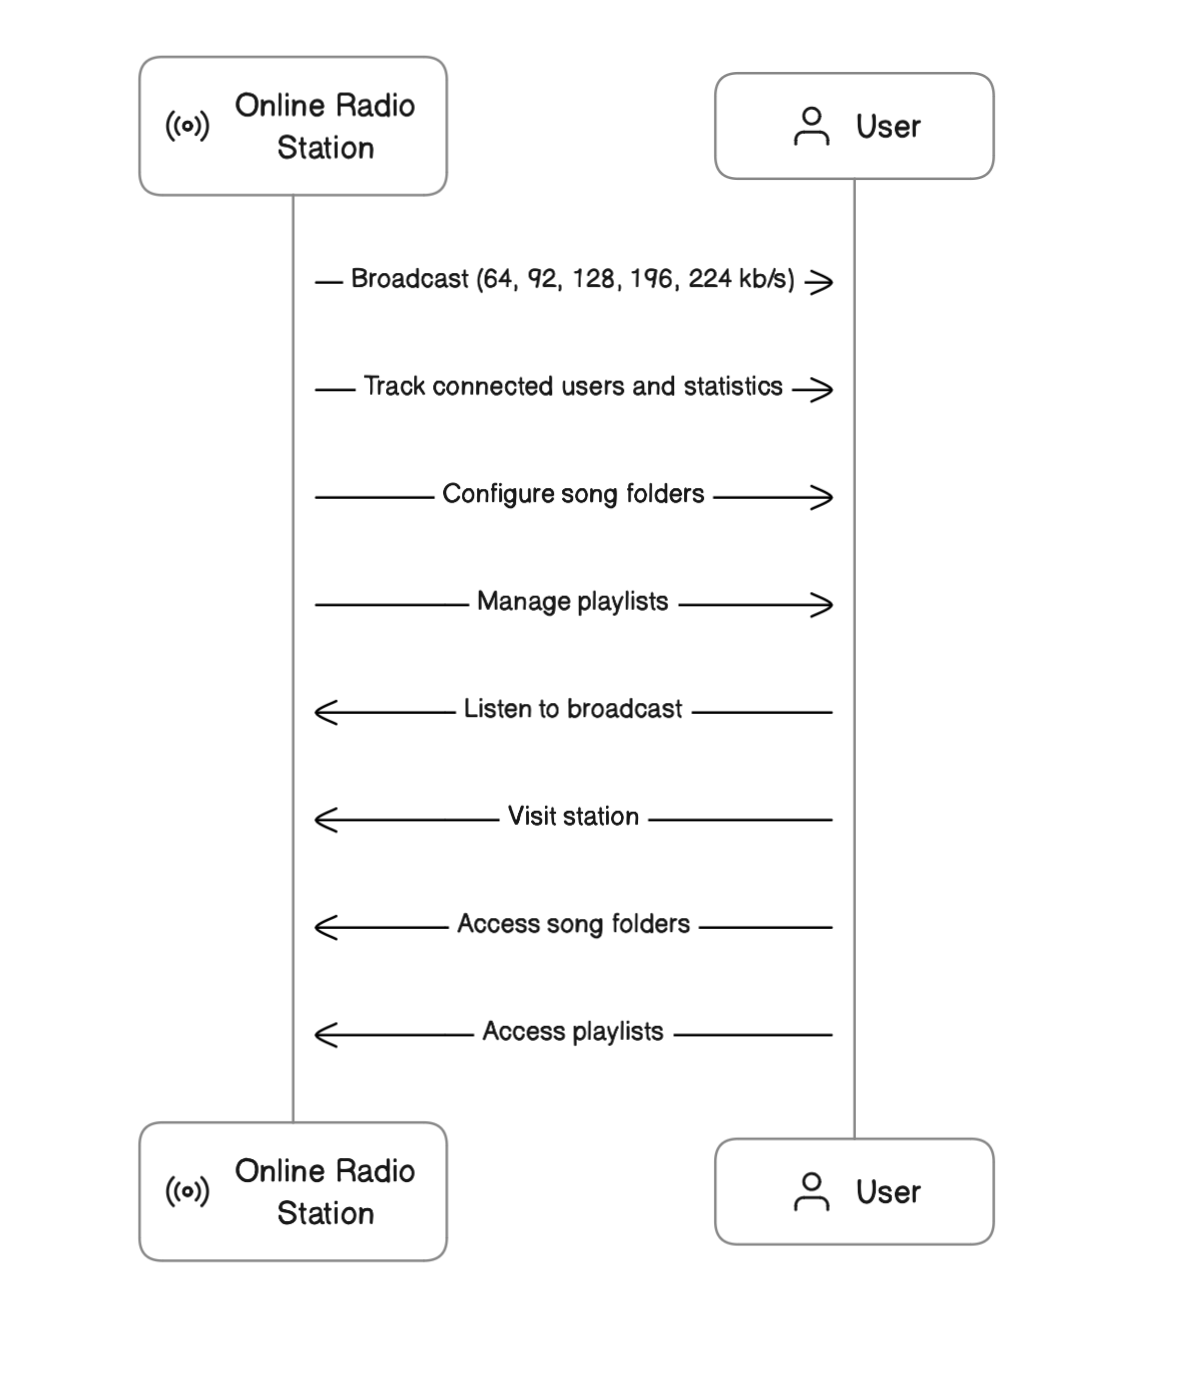 Online Radio
Station
User
Broadcast (64, 92, 128, 196, 224 kb/s)
Track connected users and statistics
Configure song folders
Manage playlists
Listen to broadcast
Visit station
Access song folders
Access playlists
Online Radio
Station
User